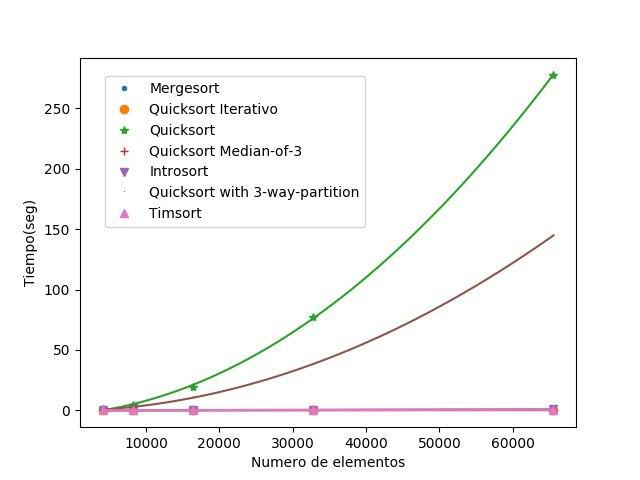 250
200
150
100
50
0
Tiempo(seg)
Mergesort
Quicksort Iterativo
Quicksort
Quicksort Median-of-3
Introsort
Quicksort with 3-way-partition
Timsort
10000 20000 30000 40000 50000 60000
Numero de elementos